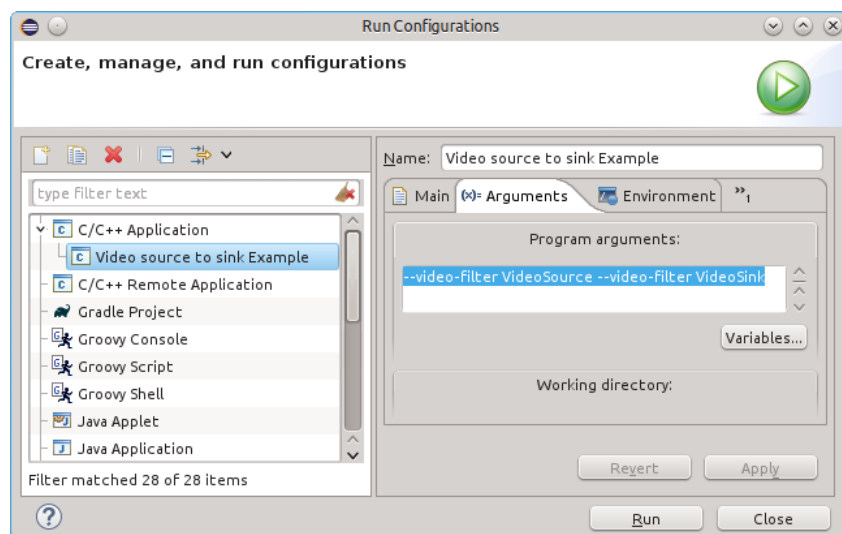 Run Configurations
Create, manage, and run configurations
type filter text
C/C++ Application
Video source to sink Example
C/C++ Remote Application
Gradle Project
Groovy Console
Groovy Script
Groovy Shell
Java Applet
Java Application
Filter matched 28 of 28 items
Name: Video source to sink Example
Main (x)= Arguments Environment »1
Program arguments:
--video-filter VideoSource --video-filter VideoSink
Variables...
Working directory:
Revert Apply
Run Close